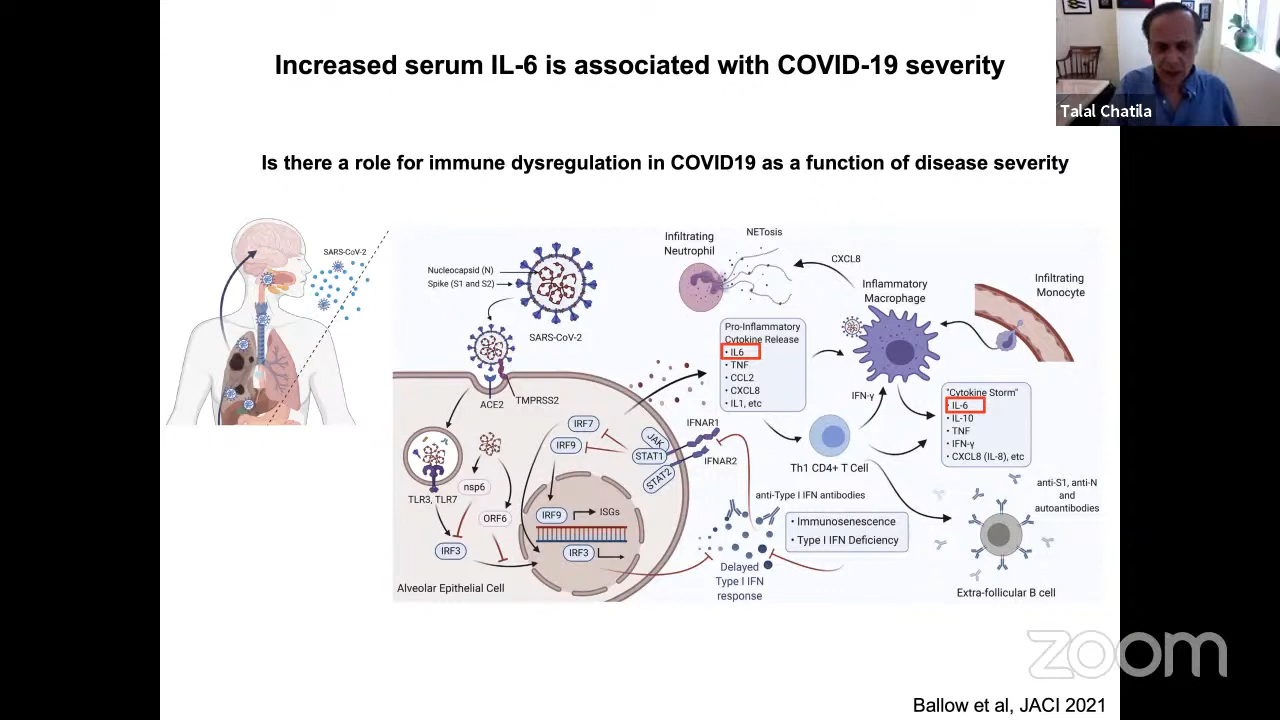 Increased serum IL-6 is associated with COVID-19 severity
Talal Chatila
Is there a role for immune dysregulation in COVID19 as a function of disease severity
SARS-CoV-2
Nucleocapsid (N)
Spike (S1 and S2)
SARS-CoV-2
ACE2
TMPRSS2
TLR3, TLR7
nsp6
ORF6
IRF3
Alveolar Epithelial Cell
IRF7
IRF9
JAK
STAT1
STAT2
IFNAR1
IFNAR2
IRF9
ISGs
IRF3
Infiltrating
Neutrophil
NETosis
CXCL8
Inflammatory
Macrophage
Infiltrating
Monocyte
Pro-Inflammatory
Cytokine Release
• IL6
• TNF
• CCL2
• CXCL8
• IL1, etc
IFN-γ
Th1 CD4+ T Cell
"Cytokine Storm"
• IL-6
• IL-10
• TNF
• IFN-γ
• CXCL8 (IL-8), etc
anti-Type I IFN antibodies
• Immunosenescence
• Type I IFN Deficiency
Delayed
Type I IFN
response
anti-S1, anti-N
and
autoantibodies
Extra-follicular B cell
zoom
Ballow et al, JACI 2021